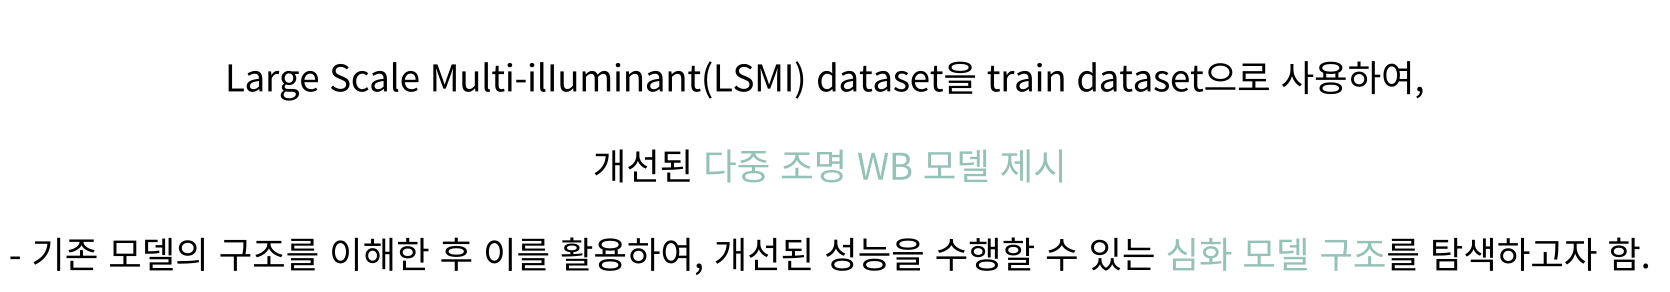 Large Scale Multi-illuminant(LSMI) dataset을 train dataset으로 사용하여,
개선된 다중 조명 WB 모델 제시
- 기존 모델의 구조를 이해한 후 이를 활용하여, 개선된 성능을 수행할 수 있는 심화 모델 구조를 탐색하고자 함.